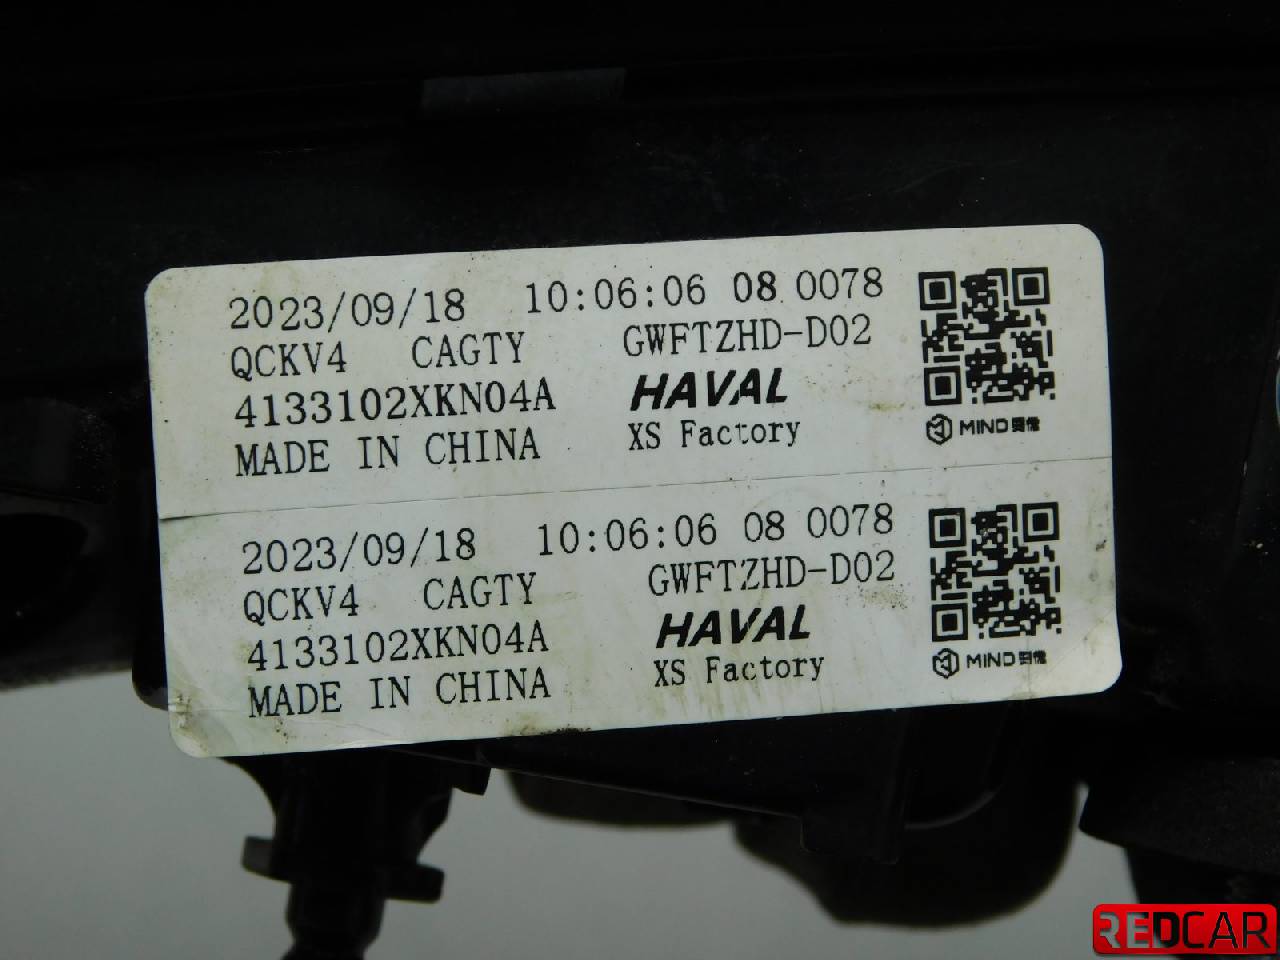 2023/09/18 10:06:06 08 0078
QCKV4 CAGTY GWFTZHD-D02
4133102XKN04A HAVAL
MADE IN CHINA XS Factory
MIND
2023/09/18 10:06:06 08 0078
QCKV4 CAGTY GWFTZHD-D02
4133102XKN04A HAVAL
MADE IN CHINA XS Factory
MIND
REDCAR